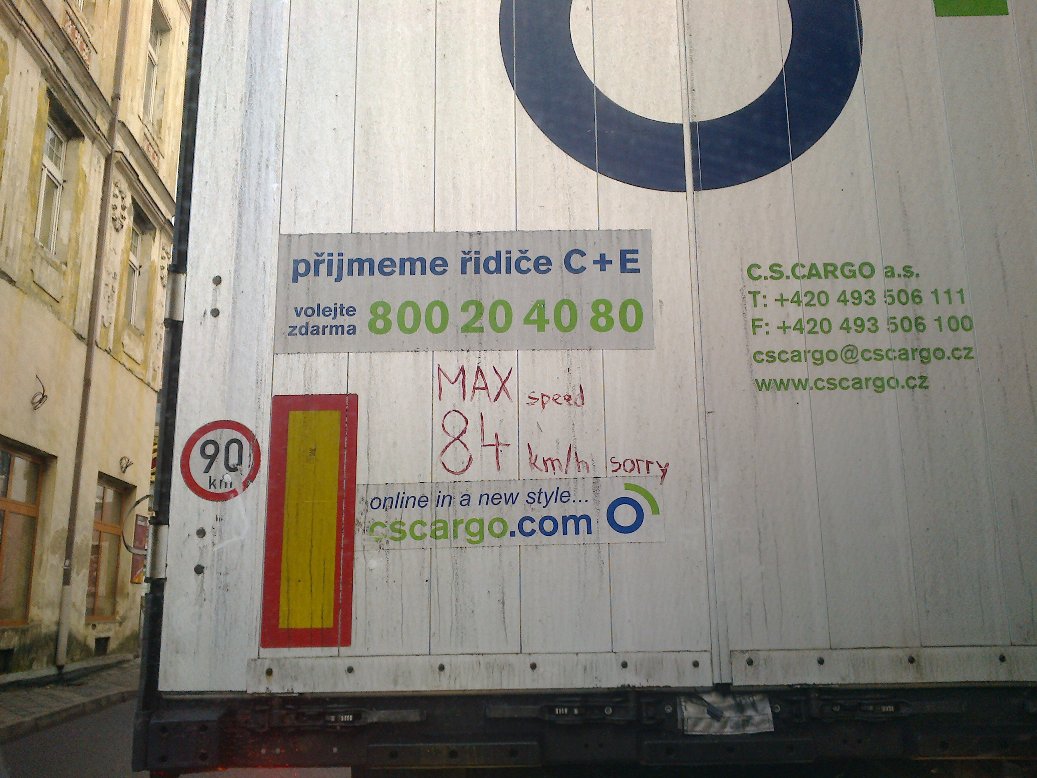 přijmeme řidiče C+E
volejte
zdarma 800 20 40 80
C.S.CARGO a.s.
T: +420 493 506 111
F: +420 493 506 100
cscargo@cscargo.cz
www.cscargo.cz
MAX speed
84 km/h sorry
90
km
online in a new style...
cscargo.com